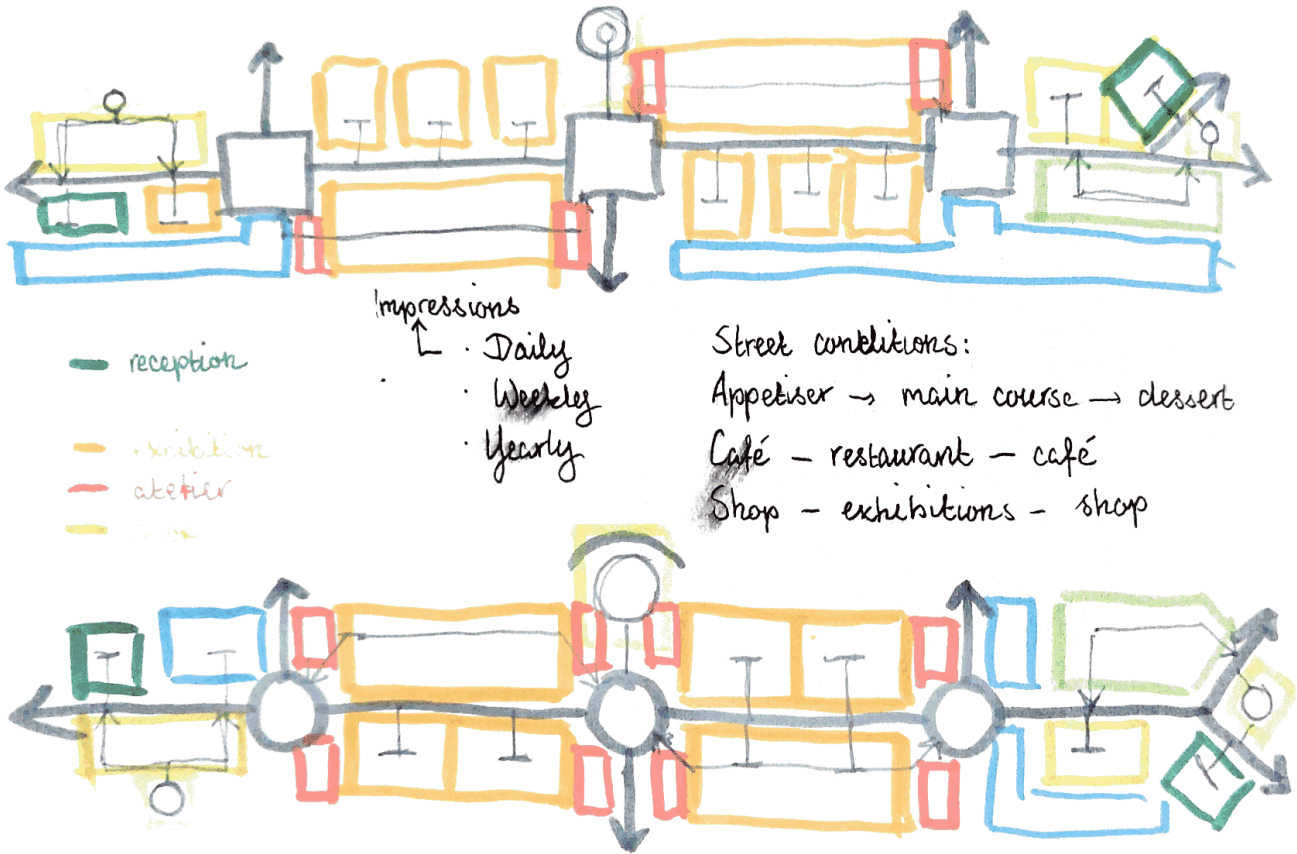 Impressions
· Daily
· Weekly
· Yearly
Street conditions:
Appetiser → main course → dessert
Café – restaurant – café
Shop – exhibitions – shop
reception
exhibition
atelier